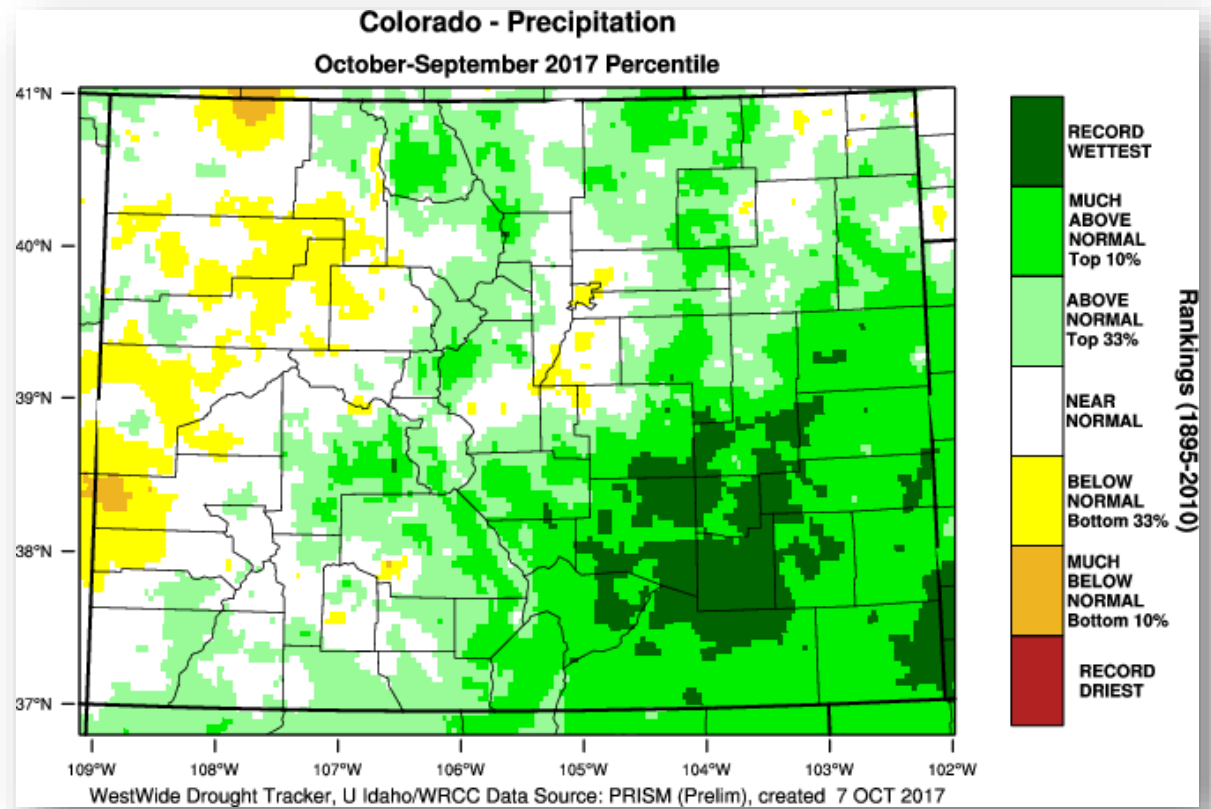 Colorado - Precipitation
October-September 2017 Percentile
41°N
40°N
39°N
38°N
37°N
109°W 108°W 107°W 106°W 105°W 104°W 103°W 102°W
RECORD
WETTEST
MUCH
ABOVE
NORMAL
Top 10%
ABOVE
NORMAL
Top 33%
NEAR
NORMAL
BELOW
NORMAL
Bottom 33%
MUCH
BELOW
NORMAL
Bottom 10%
RECORD
DRIEST
Rankings (1895-2010)
WestWide Drought Tracker, U Idaho/WRCC Data Source: PRISM (Prelim), created 7 OCT 2017